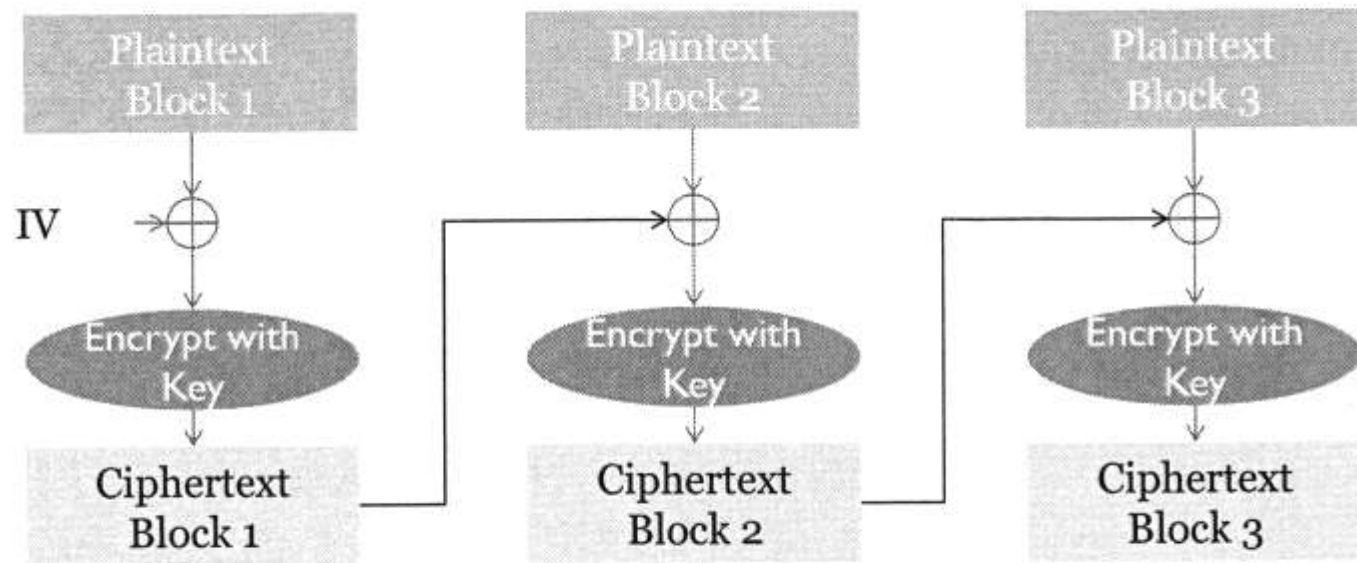 Plaintext
Block 1
Plaintext
Block 2
Plaintext
Block 3
IV
Encrypt with
Key
Encrypt with
Key
Encrypt with
Key
Ciphertext
Block 1
Ciphertext
Block 2
Ciphertext
Block 3